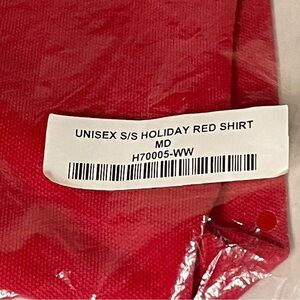 UNISEX S/S HOLIDAY RED SHIRT
MD
H70005-WW